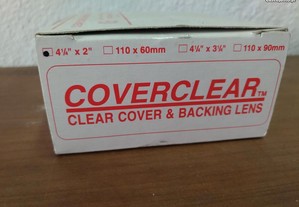 4¼" x 2" 110 x 60mm 4¼" x 3¼" 110 x 90mm
COVERCLEAR™
CLEAR COVER & BACKING LENS